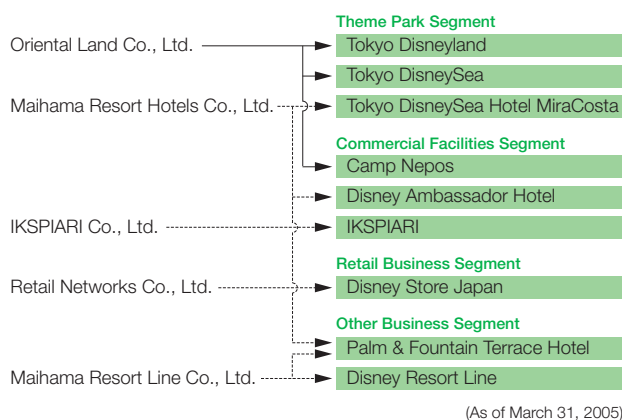 Theme Park Segment
Oriental Land Co., Ltd. Tokyo Disneyland
Tokyo DisneySea
Maihama Resort Hotels Co., Ltd. Tokyo DisneySea Hotel MiraCosta
Commercial Facilities Segment
Camp Nepos
Disney Ambassador Hotel
IKSPIARI Co., Ltd. IKSPIARI
Retail Business Segment
Retail Networks Co., Ltd. Disney Store Japan
Other Business Segment
Palm & Fountain Terrace Hotel
Maihama Resort Line Co., Ltd. Disney Resort Line
(As of March 31, 2005)